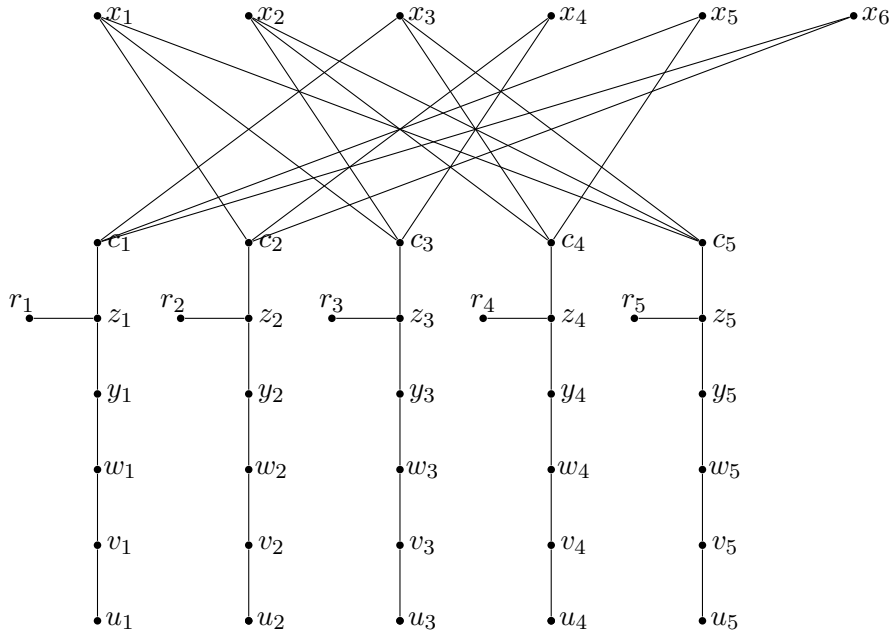 x₁ x₂ x₃ x₄ x₅ x₆
c₁ c₂ c₃ c₄ c₅
r₁ r₂ r₃ r₄ r₅
z₁ z₂ z₃ z₄ z₅
y₁ y₂ y₃ y₄ y₅
w₁ w₂ w₃ w₄ w₅
v₁ v₂ v₃ v₄ v₅
u₁ u₂ u₃ u₄ u₅